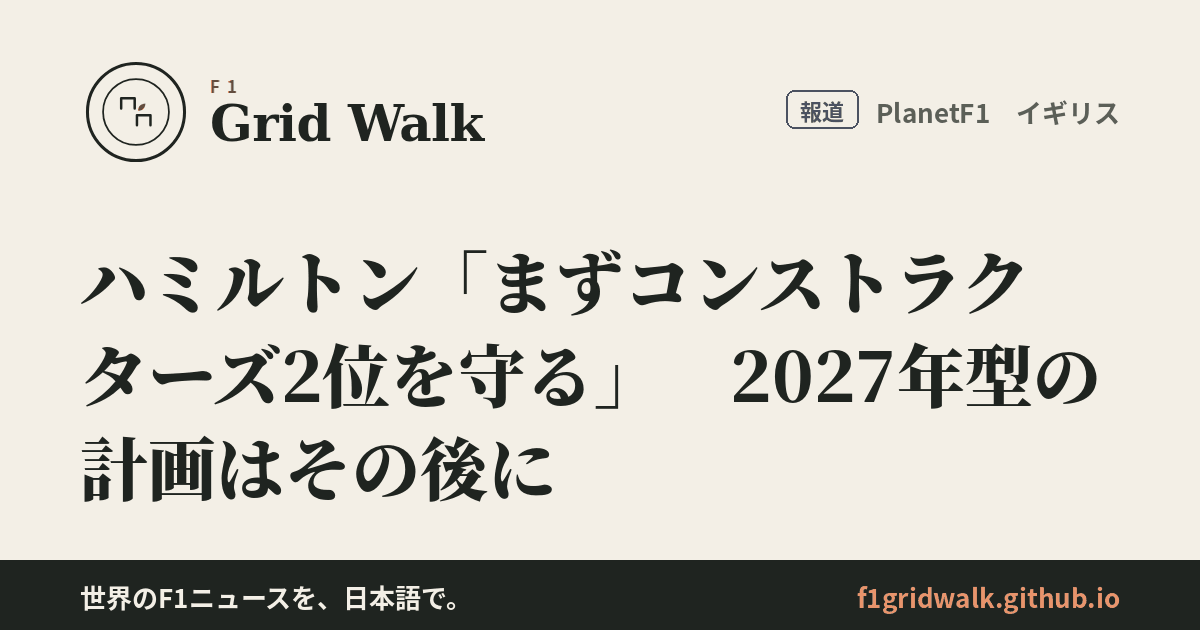 F1
Grid Walk
報道 PlanetF1 イギリス
ハミルトン「まずコンストラク
ターズ2位を守る」 2027年型の
計画はその後に
世界のF1ニュースを、日本語で。
f1gridwalk.github.io